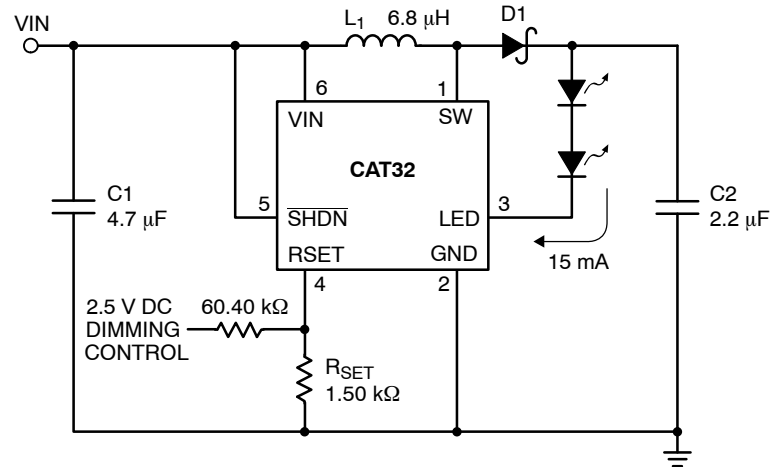 VIN
L1 6.8 μH
D1
6
1
VIN
SW
CAT32
C1
4.7 μF
5
SHDN
LED
3
C2
2.2 μF
RSET
GND
4
2
15 mA
2.5 V DC
DIMMING
CONTROL
60.40 kΩ
RSET
1.50 kΩ